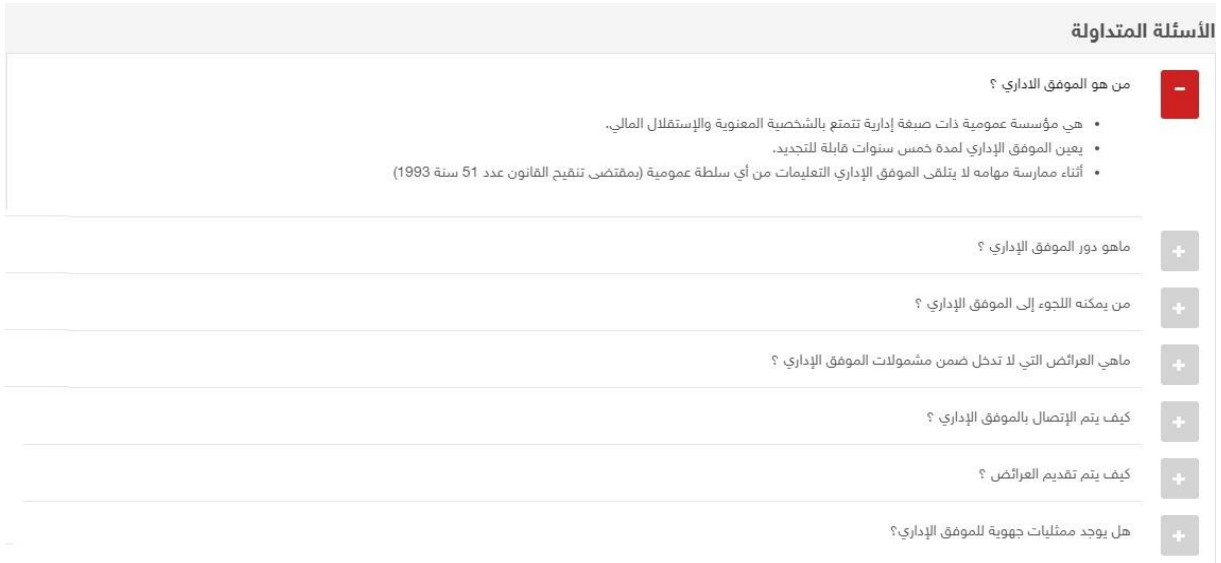 الأسئلة المتداولة
من هو الموفق الاداري ؟
• هي مؤسسة عمومية ذات صبغة إدارية تتمتع بالشخصية المعنوية والإستقلال المالي.
• يعين الموفق الإداري لمدة خمس سنوات قابلة للتجديد.
• أثناء ممارسة مهامه لا يتلقى الموفق الإداري التعليمات من أي سلطة عمومية (بمقتضى تنقيح القانون عدد 51 سنة 1993)
ماهو دور الموفق الإداري ؟
من يمكنه اللجوء إلى الموفق الإداري ؟
ماهي العرائض التي لا تدخل ضمن مشمولات الموفق الإداري ؟
كيف يتم الإتصال بالموفق الإداري ؟
كيف يتم تقديم العرائض ؟
هل يوجد ممثليات جهوية للموفق الإداري؟